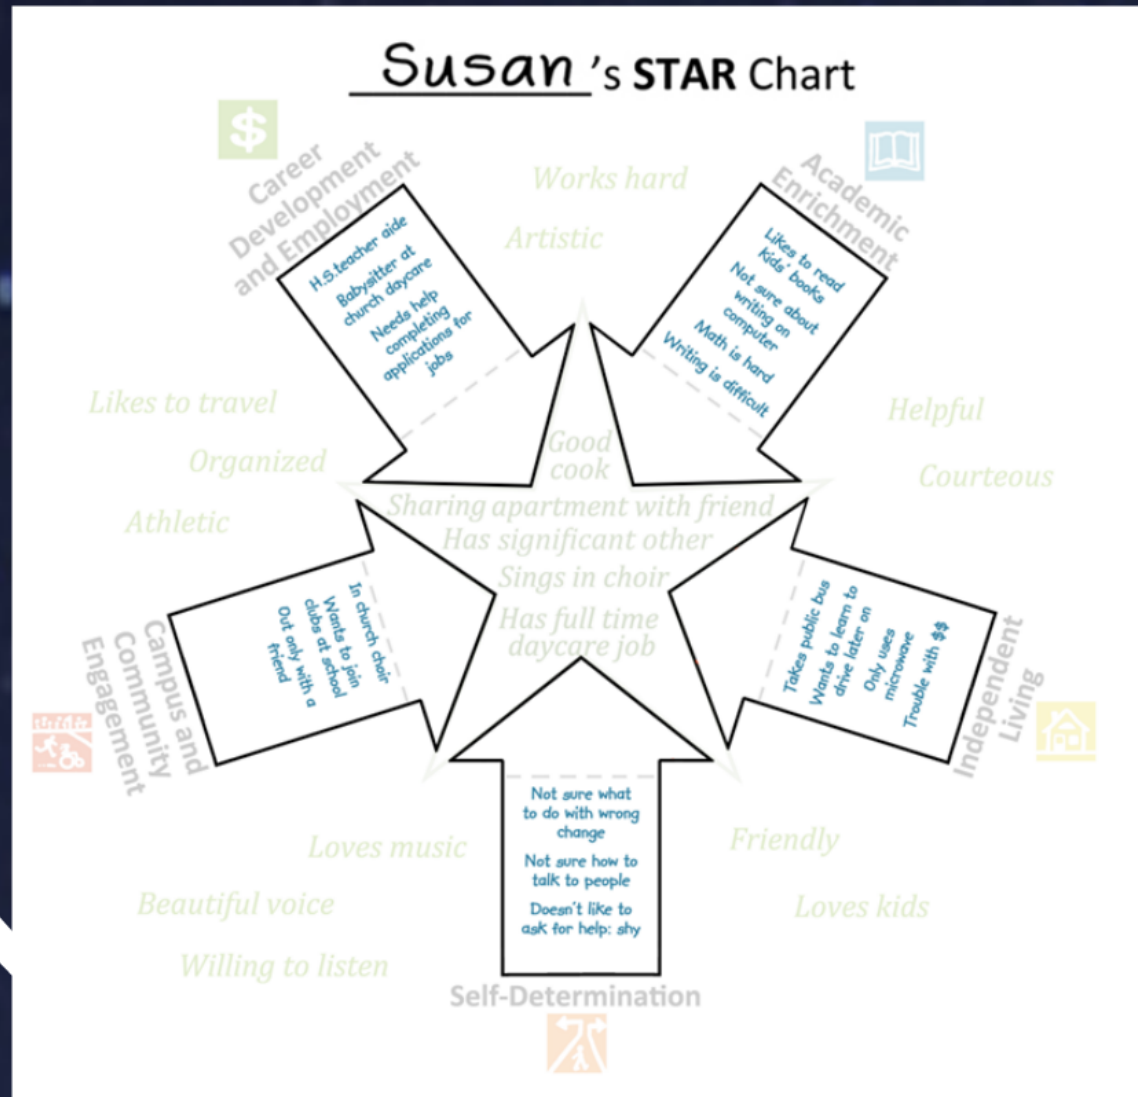 Susan's STAR Chart
$
Career
Development
and Employment
H.S.teacher aide
Babysitter at
church daycare
Needs help
completing
applications for
jobs
Works hard
Artistic
Academic
Enrichment
Likes to read
kids' books
Not sure about
writing on
computer
Math is hard
Writing is difficult
Likes to travel
Organized
Athletic
Helpful
Courteous
Good
cook
Sharing apartment with friend
Has significant other
Sings in choir
Has full time
daycare job
Campus and
Community
Engagement
In church choir
Wants to join
clubs at school
Out only with a
friend
Takes public bus
Wants to learn to
drive later on
Only uses
microwave
Trouble with $$
Independent
Living
Not sure what
to do with wrong
change
Not sure how to
talk to people
Doesn't like to
ask for help: shy
Self-Determination
Loves music
Beautiful voice
Willing to listen
Friendly
Loves kids